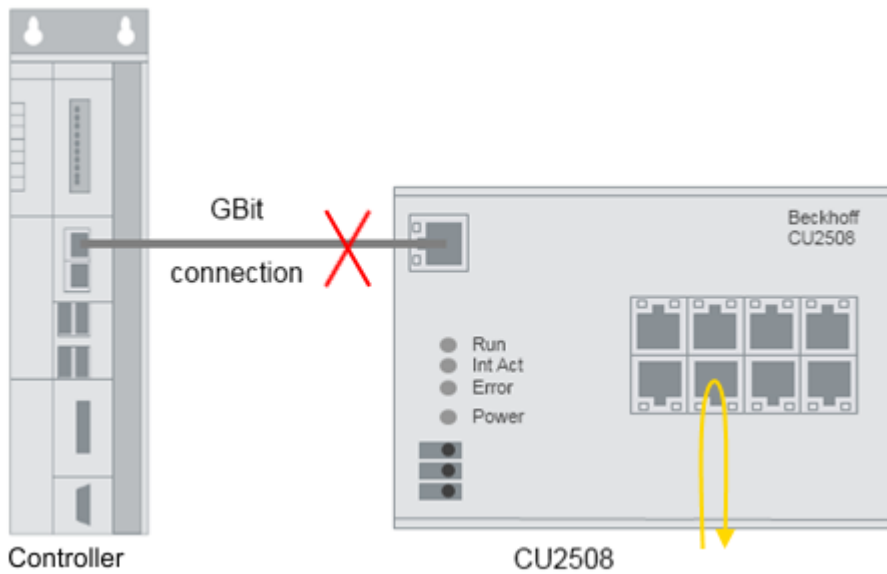 GBit
connection
Beckhoff
CU2508
Run
Int Act
Error
Power
Controller
CU2508